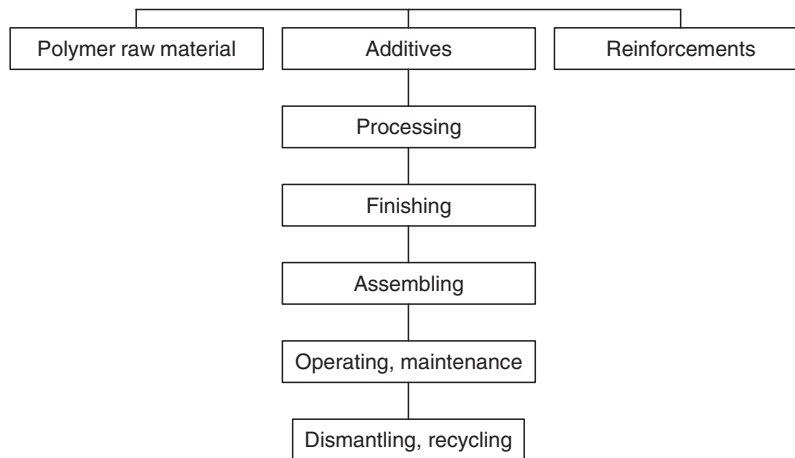 Polymer raw material
Additives
Reinforcements
Processing
Finishing
Assembling
Operating, maintenance
Dismantling, recycling